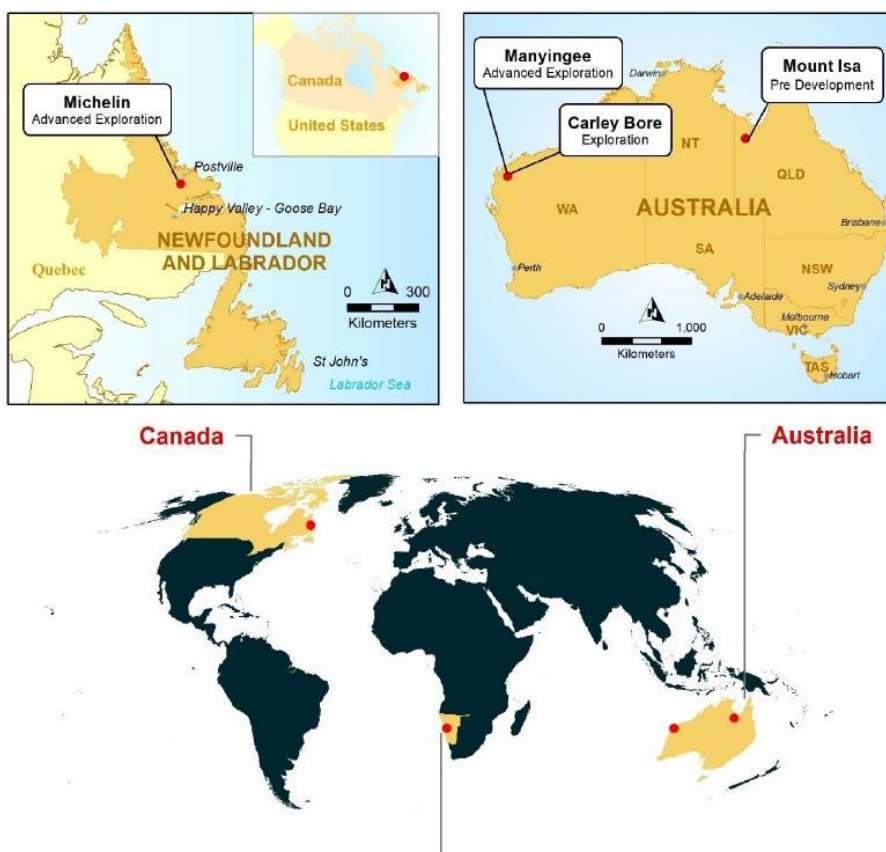 Michelin
Advanced Exploration
Canada
United States
Postville
Happy Valley - Goose Bay
NEWFOUNDLAND
AND LABRADOR
Quebec
N
0 300
Kilometers
St John's
Labrador Sea
Manyingee
Advanced Exploration
Darwin
Mount Isa
Pre Development
Carley Bore
Exploration
NT
QLD
WA
AUSTRALIA
Brisbane
SA
NSW
Perth
Sydney
Adelaide
N
0 1,000
Kilometers
Melbourne
VIC
TAS
Hobart
Canada
Australia